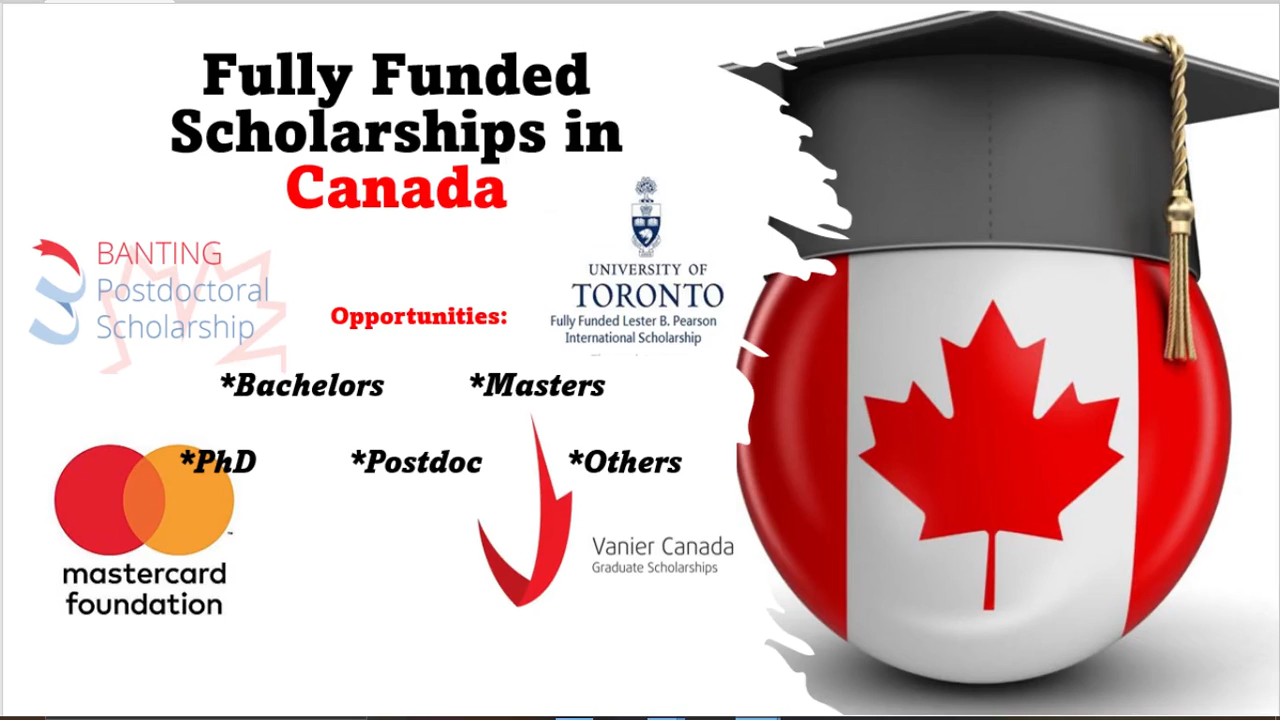 Fully Funded
Scholarships in
Canada
BANTING
Postdoctoral
Scholarship
UNIVERSITY OF
TORONTO
Fully Funded Lester B. Pearson
International Scholarship
Opportunities:
*Bachelors *Masters
*PhD *Postdoc *Others
mastercard
foundation
Vanier Canada
Graduate Scholarships